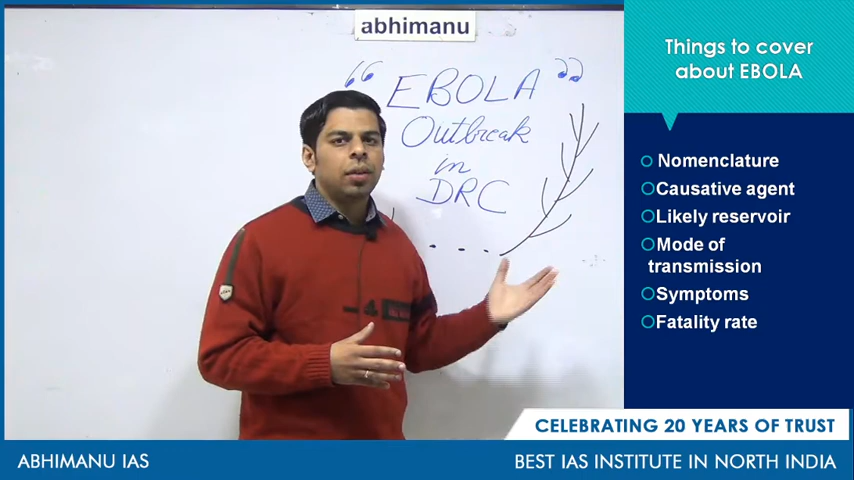 abhimanu
“EBOLA”
Outbreak
in
DRC
Things to cover
about EBOLA
Nomenclature
Causative agent
Likely reservoir
Mode of
transmission
Symptoms
Fatality rate
CELEBRATING 20 YEARS OF TRUST
ABHIMANU IAS
BEST IAS INSTITUTE IN NORTH INDIA